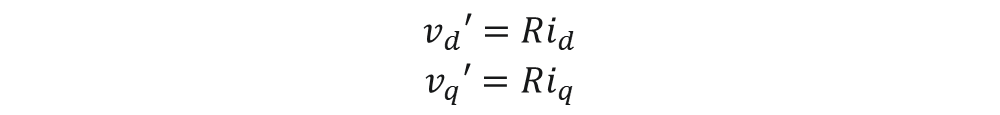 v_d′ = Ri_d
v_q′ = Ri_q